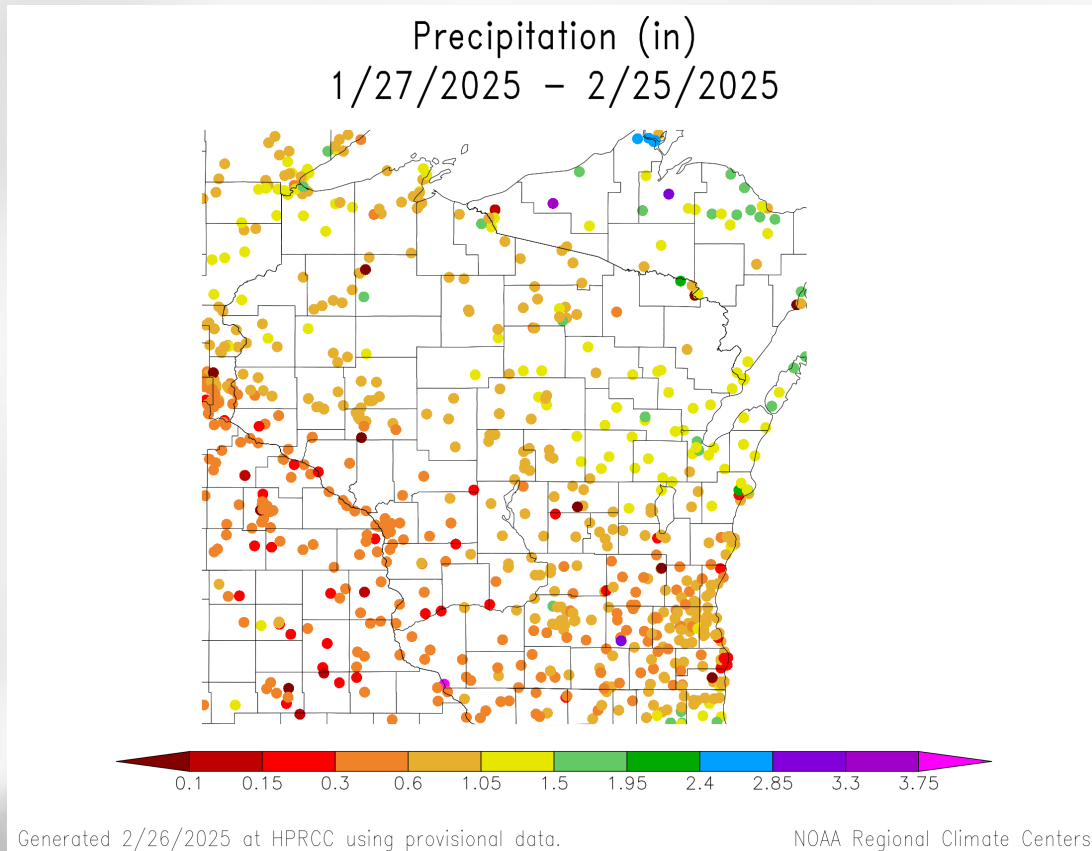 Precipitation (in)
1/27/2025 – 2/25/2025
0.1 0.15 0.3 0.6 1.05 1.5 1.95 2.4 2.85 3.3 3.75
Generated 2/26/2025 at HPRCC using provisional data.
NOAA Regional Climate Centers